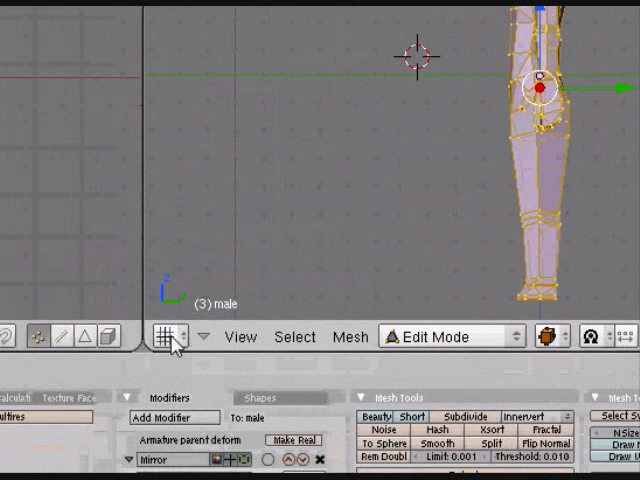 z
y
(3) male
View Select Mesh Edit Mode
Texture Face Modifiers Shapes Mesh Tools
Add Modifier To: male Beauty Short Subdivide Innervert
Noise Hash Xsort Fractal
Armature parent deform Make Real To Sphere Smooth Split Flip Normal
Mirror Rem Doubl Limit: 0.001 Threshold: 0.010